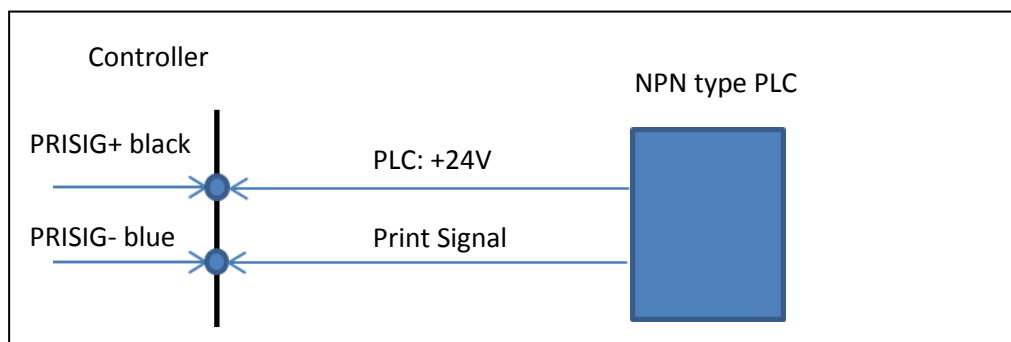 Controller
NPN type PLC
PRISIG+ black
PLC: +24V
PRISIG- blue
Print Signal